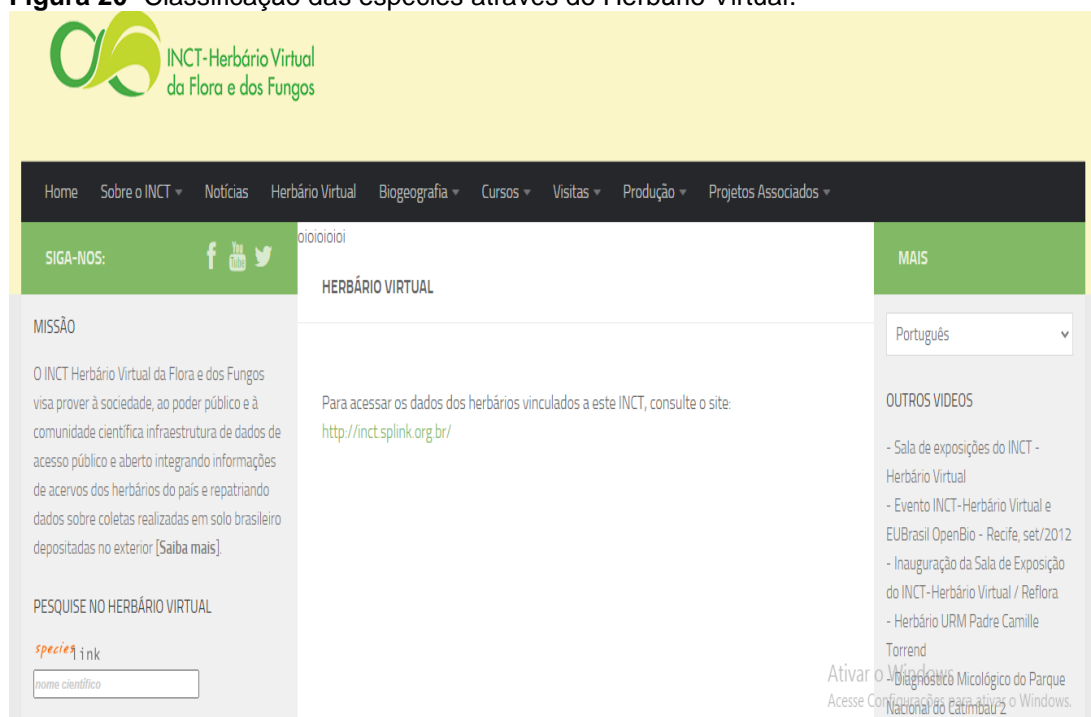 Figura 20- Classificação das espécies através do Herbário Virtual.
INCT-Herbário Virtual
da Flora e dos Fungos
Home Sobre o INCT Notícias Herbário Virtual Biogeografia Cursos Visitas Produção Projetos Associados
SIGA-NOS:
You Tube
MISSÃO
O INCT Herbário Virtual da Flora e dos Fungos
visa prover à sociedade, ao poder público e à
comunidade científica infraestrutura de dados de
acesso público e aberto integrando informações
de acervos dos herbários do país e repatriando
dados sobre coletas realizadas em solo brasileiro
depositadas no exterior [Saiba mais].
PESQUISE NO HERBÁRIO VIRTUAL
specieslink
nome científico
oioioioioi
HERBÁRIO VIRTUAL
Para acessar os dados dos herbários vinculados a este INCT, consulte o site:
http://inct.splink.org.br/
MAIS
Português
OUTROS VIDEOS
- Sala de exposições do INCT -
Herbário Virtual
- Evento INCT-Herbário Virtual e
EUBrasil OpenBio - Recife, set/2012
- Inauguração da Sala de Exposição
do INCT-Herbário Virtual / Reflora
- Herbário URM Padre Camille
Torrend
- Diagnóstico Micológico do Parque
Nacional do Catimbau 2
Ativar o Windows
Acesse Configurações para ativar o Windows.